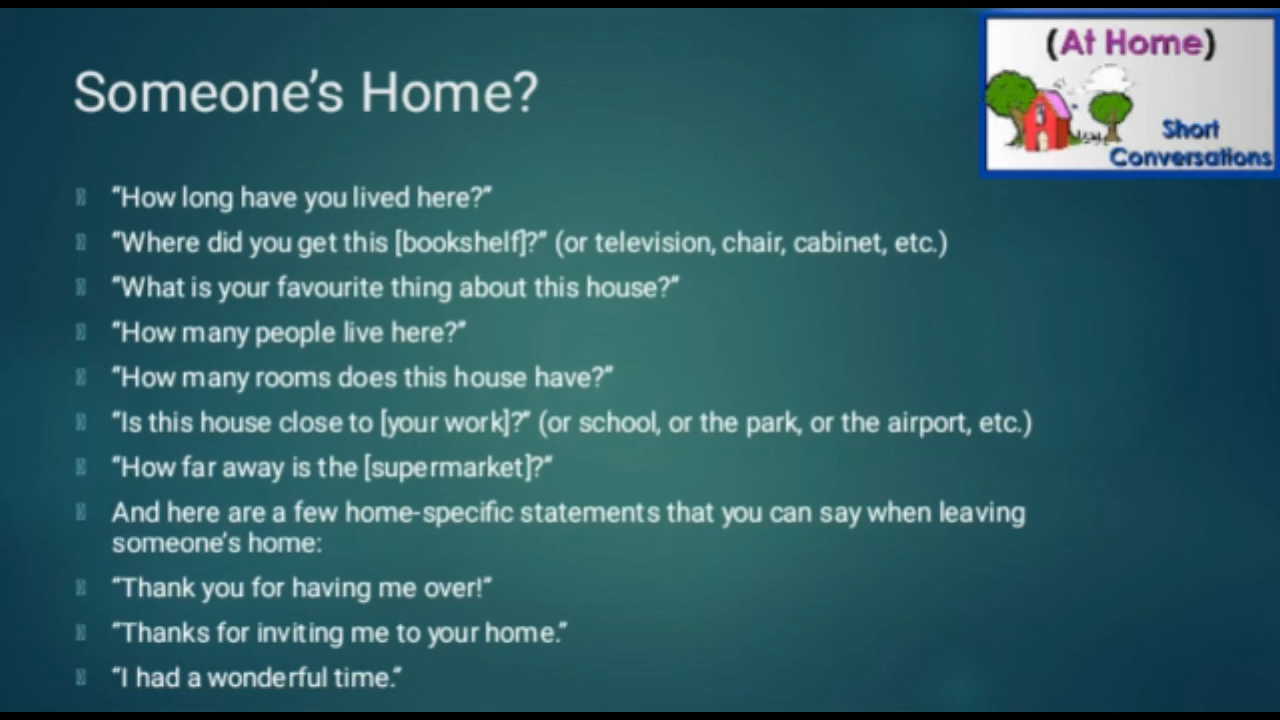 Someone’s Home?
(At Home)
Short
Conversations
“How long have you lived here?”
“Where did you get this [bookshelf]?” (or television, chair, cabinet, etc.)
“What is your favourite thing about this house?”
“How many people live here?”
“How many rooms does this house have?”
“Is this house close to [your work]?” (or school, or the park, or the airport, etc.)
“How far away is the [supermarket]?”
And here are a few home-specific statements that you can say when leaving
someone’s home:
“Thank you for having me over!”
“Thanks for inviting me to your home.”
“I had a wonderful time.”